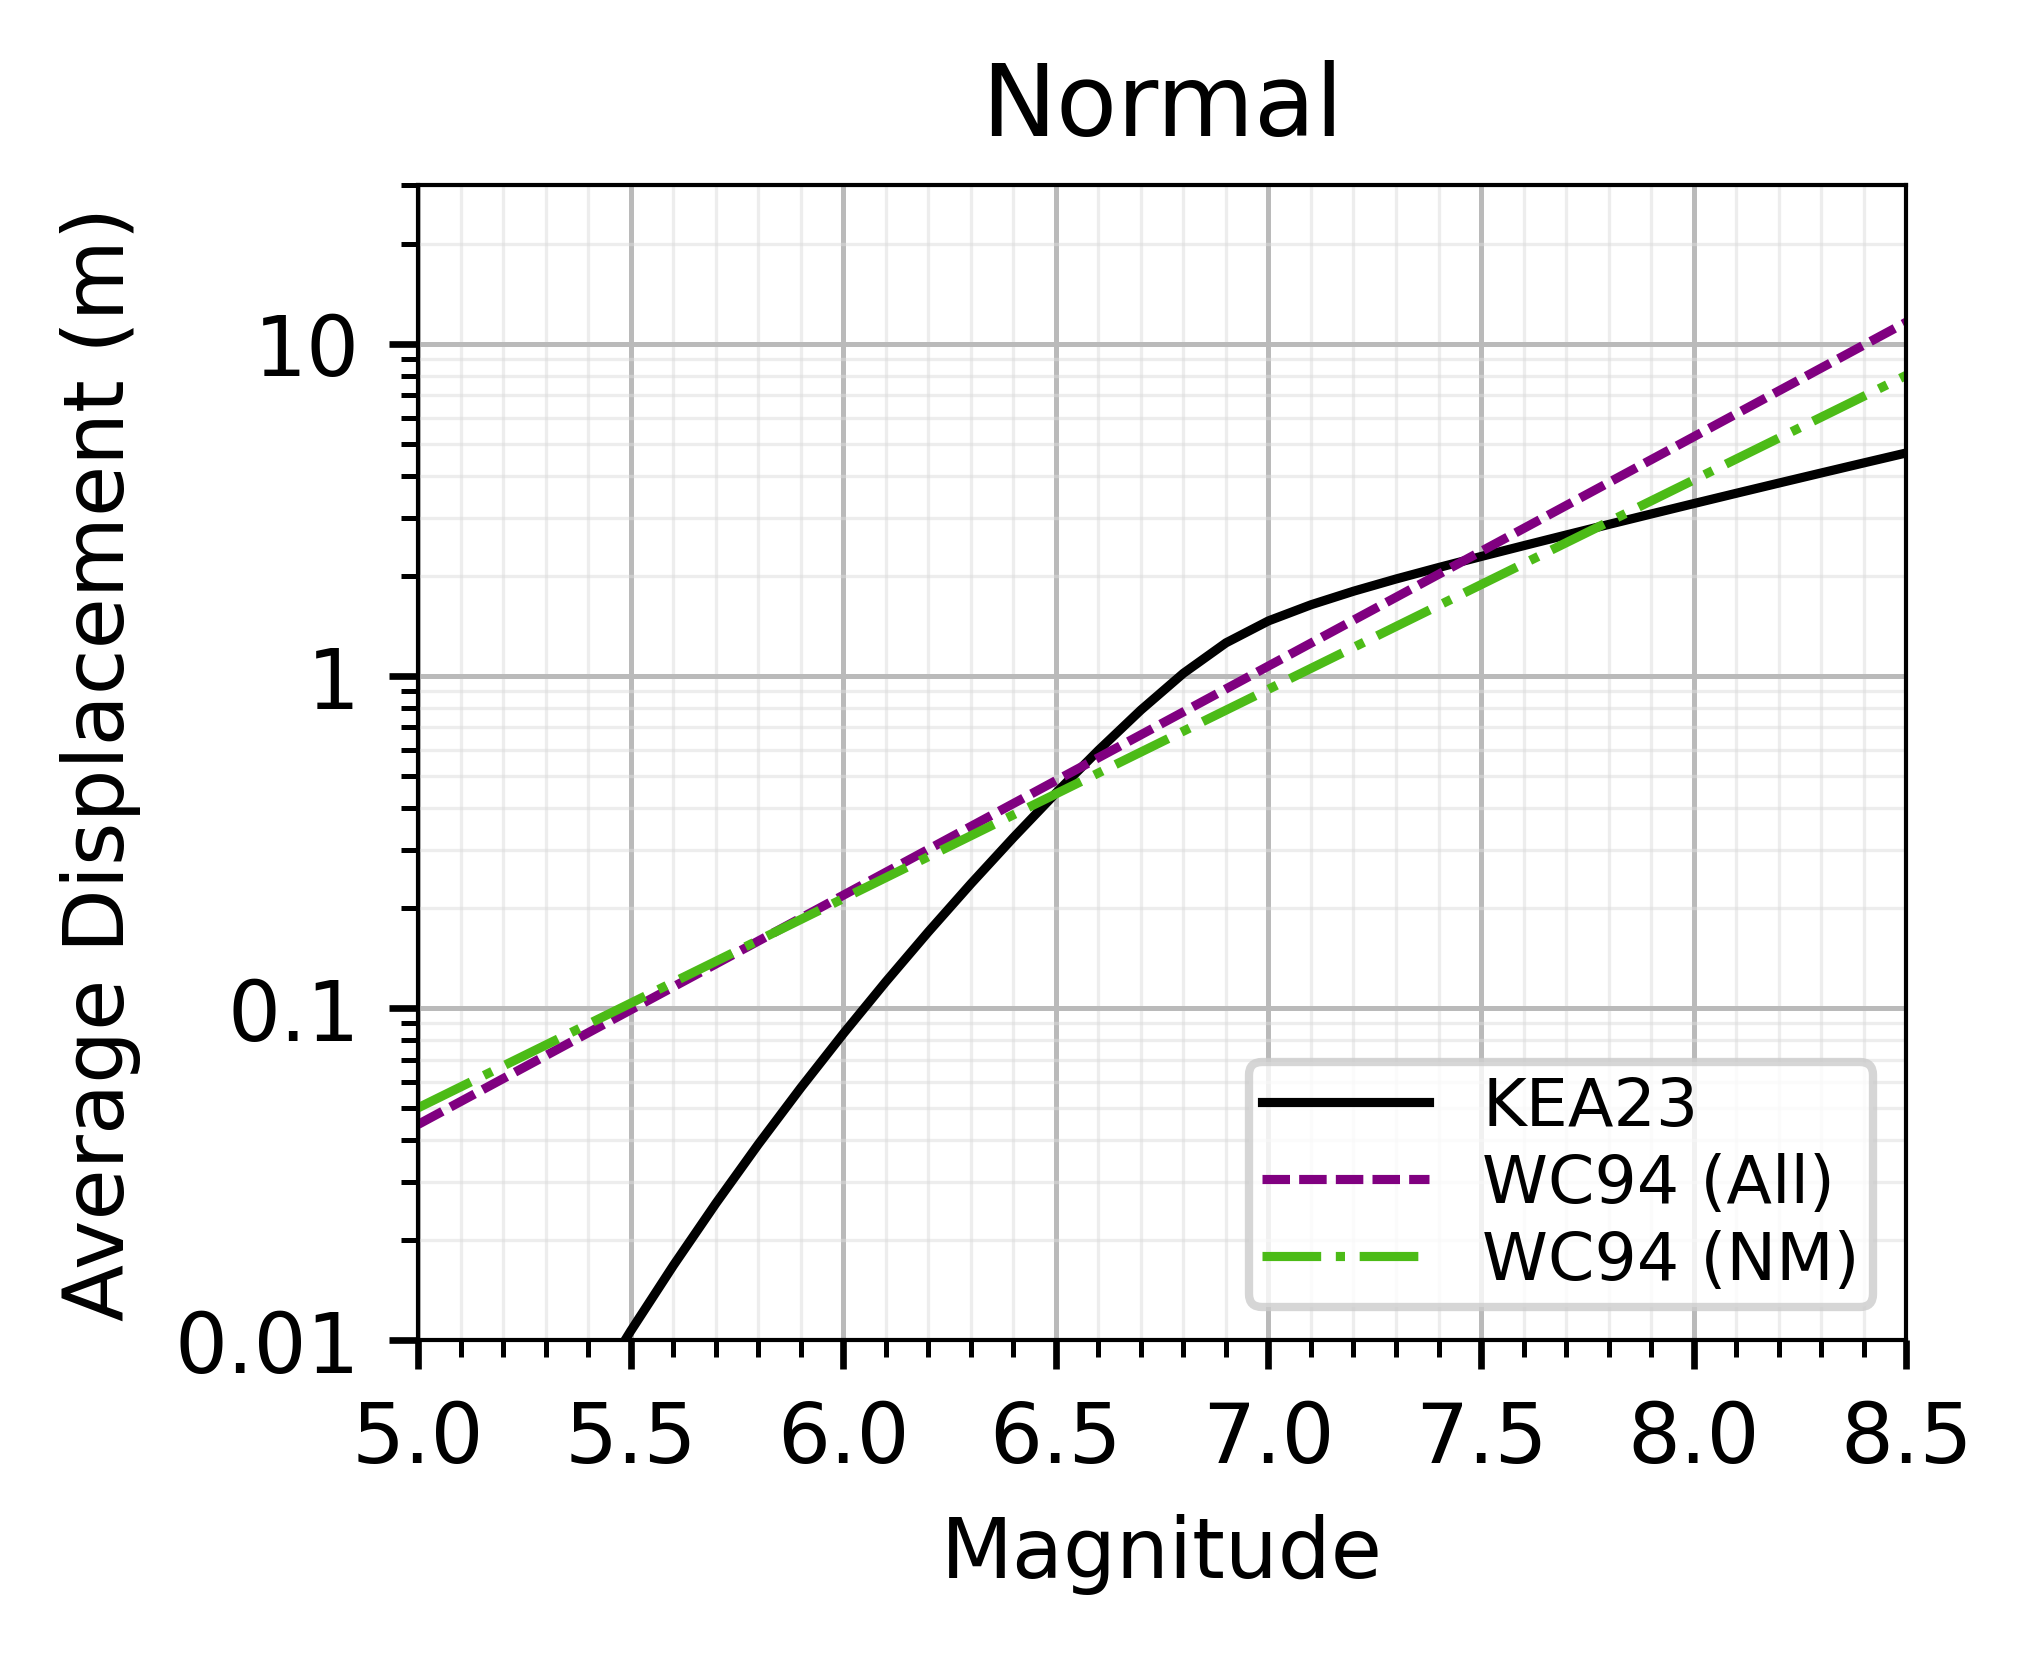 Normal
Average Displacement (m)
10
1
0.1
0.01
5.0 5.5 6.0 6.5 7.0 7.5 8.0 8.5
Magnitude
KEA23
WC94 (All)
WC94 (NM)